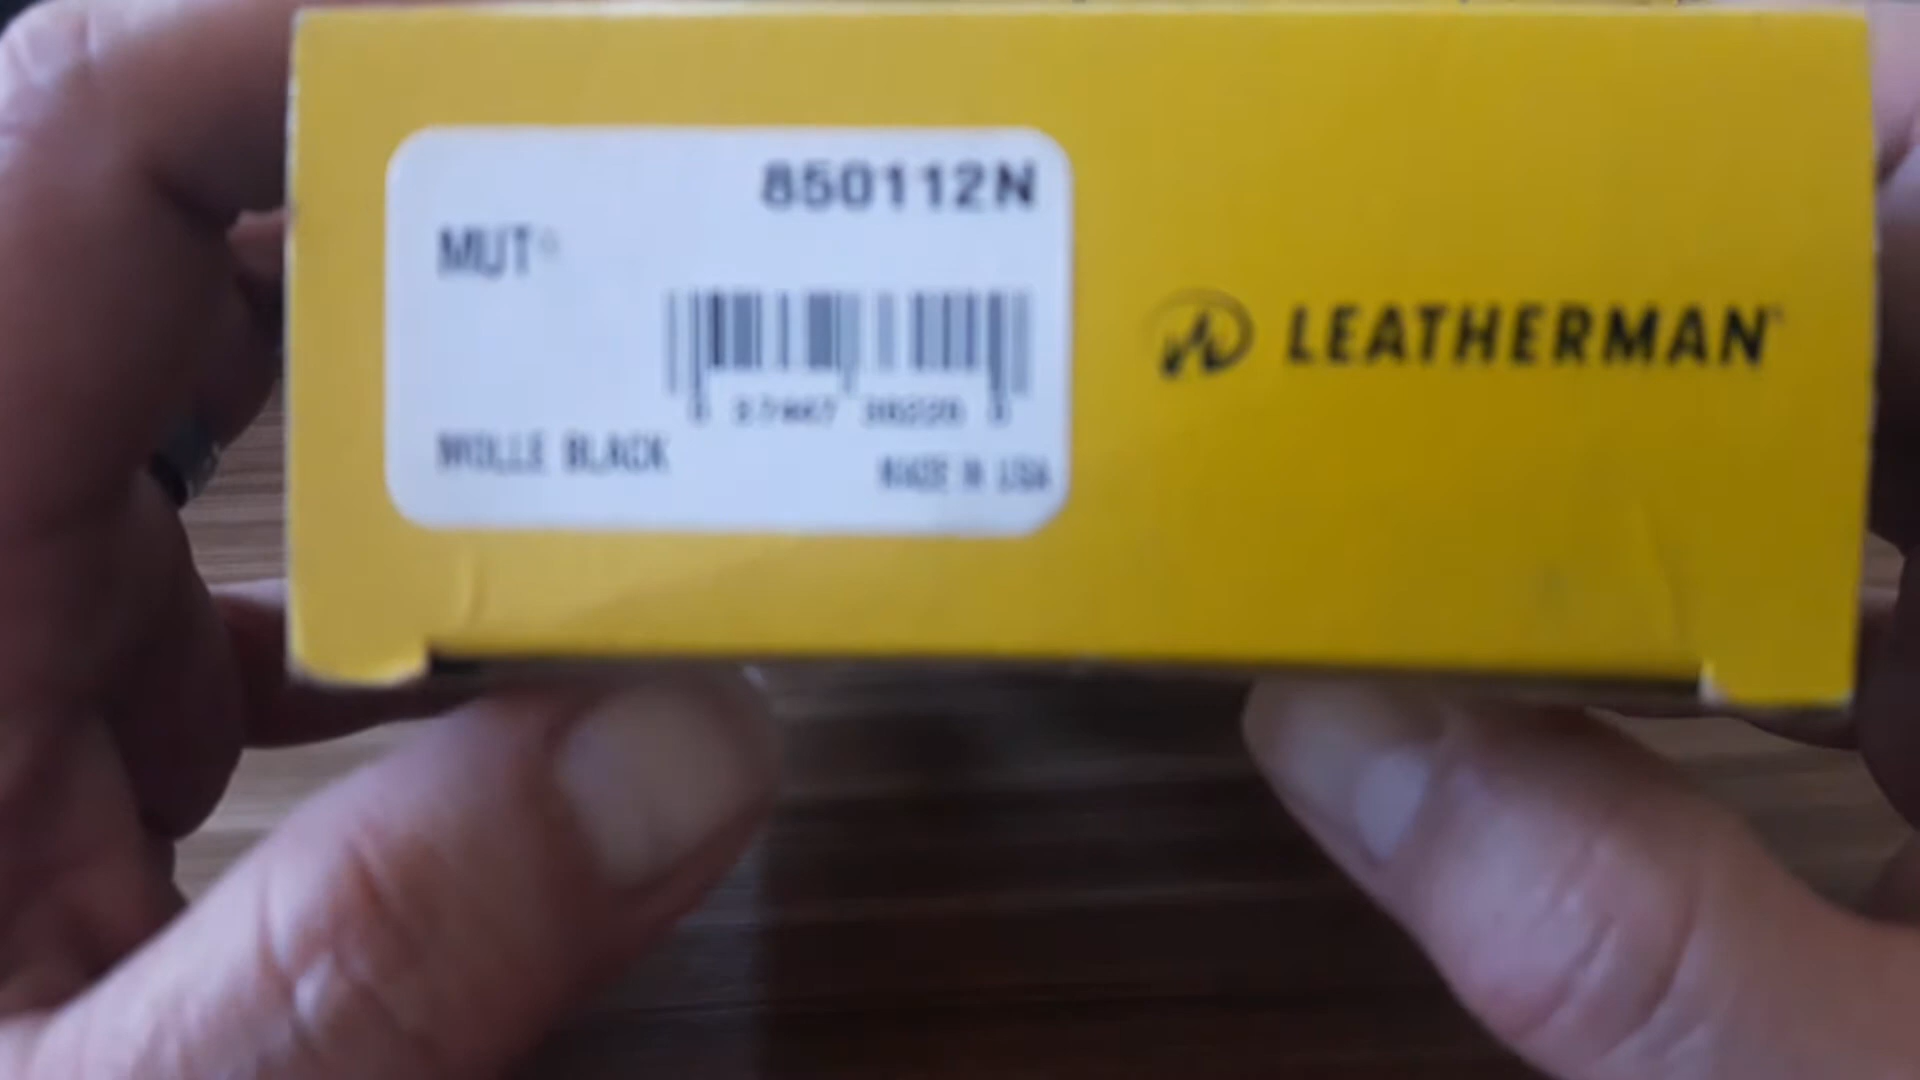 850112N
MUT
MOLLE BLACK
MADE IN USA
LEATHERMAN